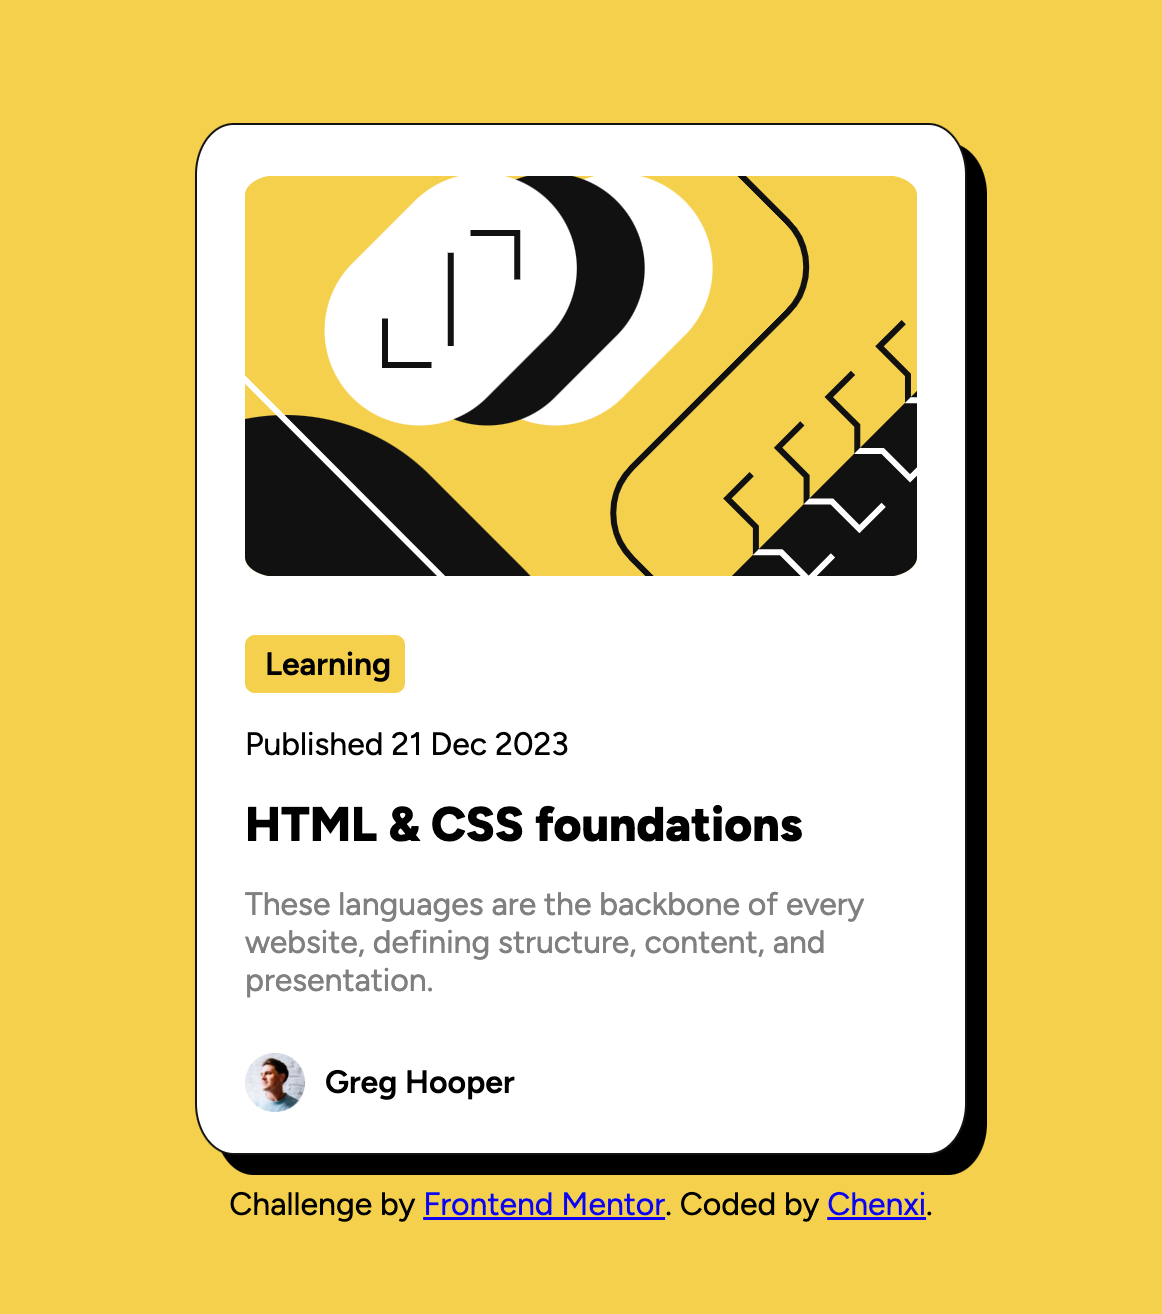 Learning
Published 21 Dec 2023
HTML & CSS foundations
These languages are the backbone of every
website, defining structure, content, and
presentation.
Greg Hooper
Challenge by Frontend Mentor. Coded by Chenxi.